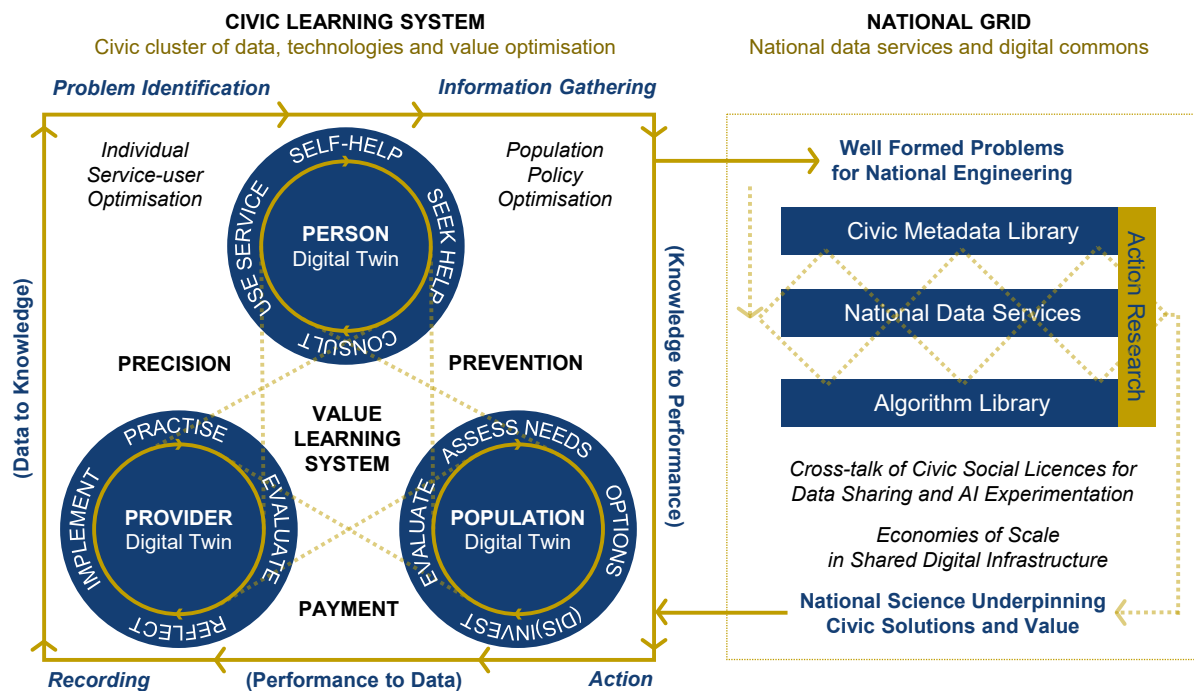 CIVIC LEARNING SYSTEM
Civic cluster of data, technologies and value optimisation
Problem Identification
Information Gathering
Individual
Service-user
Optimisation
Population
Policy
Optimisation
SELF-HELP
SEEK HELP
CONSULT
USE SERVICE
PERSON
Digital Twin
(Data to Knowledge)
(Knowledge to Performance)
PRECISION
PREVENTION
VALUE
LEARNING
SYSTEM
PRACTISE
EVALUATE
REFLECT
IMPLEMENT
PROVIDER
Digital Twin
ASSESS NEEDS
OPTIONS
(DIS)INVEST
EVALUATE
POPULATION
Digital Twin
PAYMENT
Recording
(Performance to Data)
Action
NATIONAL GRID
National data services and digital commons
Well Formed Problems
for National Engineering
Civic Metadata Library
National Data Services
Algorithm Library
Action Research
Cross-talk of Civic Social Licences for
Data Sharing and AI Experimentation
Economies of Scale
in Shared Digital Infrastructure
National Science Underpinning
Civic Solutions and Value